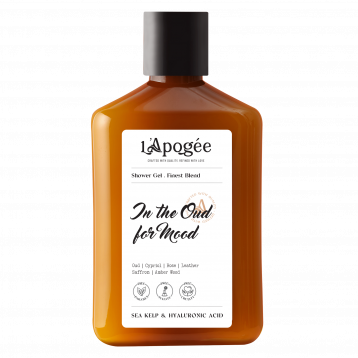 L'Apogée
CRAFTED WITH QUALITY REFINED WITH LOVE
Shower Gel . Finest Blend
In the Oud
for Mood
Oud | Cypriol | Rose | Leather
Saffron | Amber Wood
SEA KELP & HYALURONIC ACID